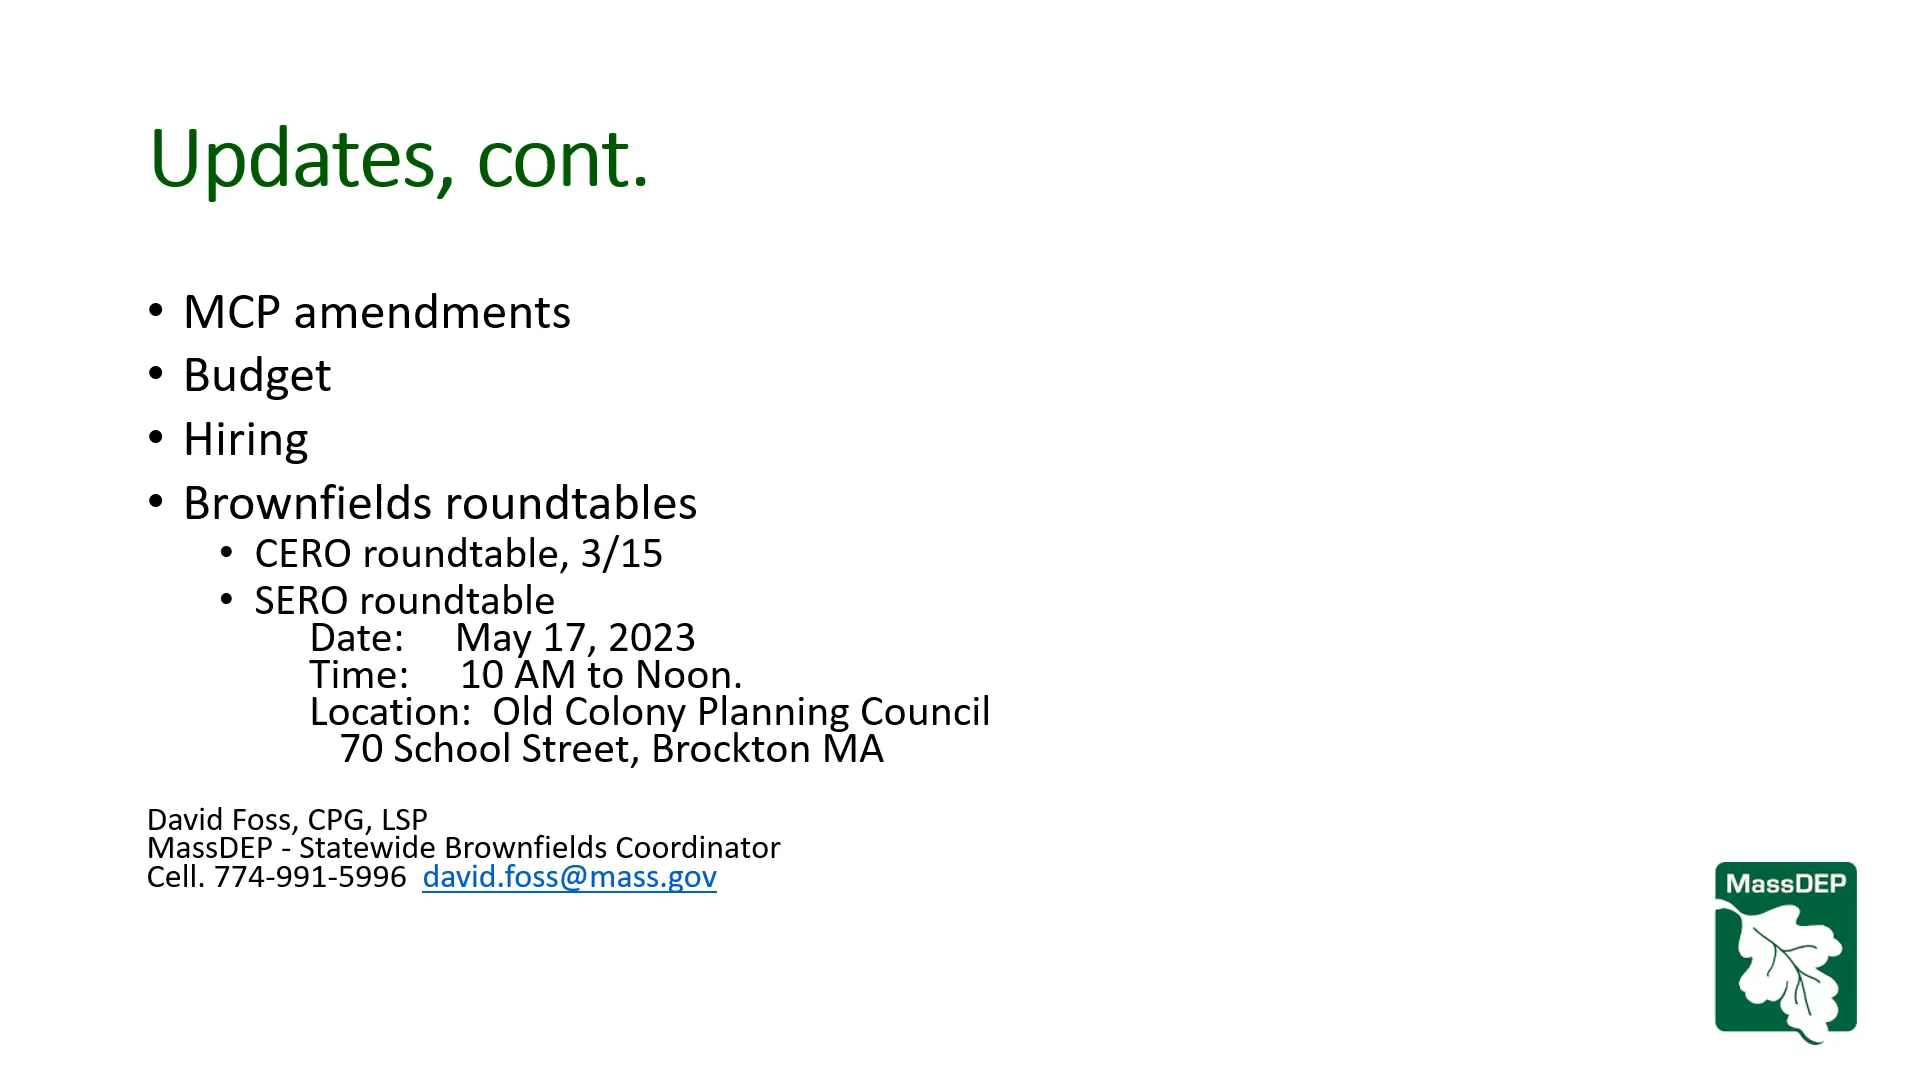 Updates, cont.
• MCP amendments
• Budget
• Hiring
• Brownfields roundtables
• CERO roundtable, 3/15
• SERO roundtable
Date: May 17, 2023
Time: 10 AM to Noon.
Location: Old Colony Planning Council
70 School Street, Brockton MA
David Foss, CPG, LSP
MassDEP - Statewide Brownfields Coordinator
Cell. 774-991-5996 david.foss@mass.gov
MassDEP